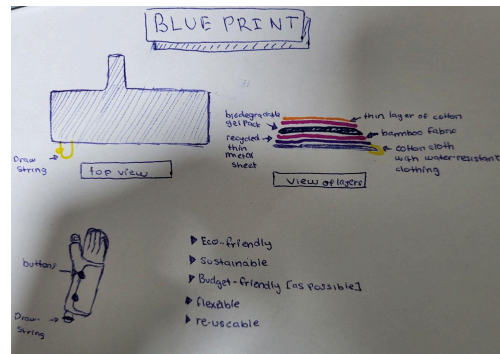 BLUE PRINT
Draw
String
top view
biodegradable
gel pack
recycled
thin
metal
sheet
thin layer of cotton
bamboo fabric
cotton cloth
with water-resistant
clothing
view of layers
buttons
Draw-
String
Eco-friendly
Sustainable
Budget-friendly [as possible]
flexible
re-uscable